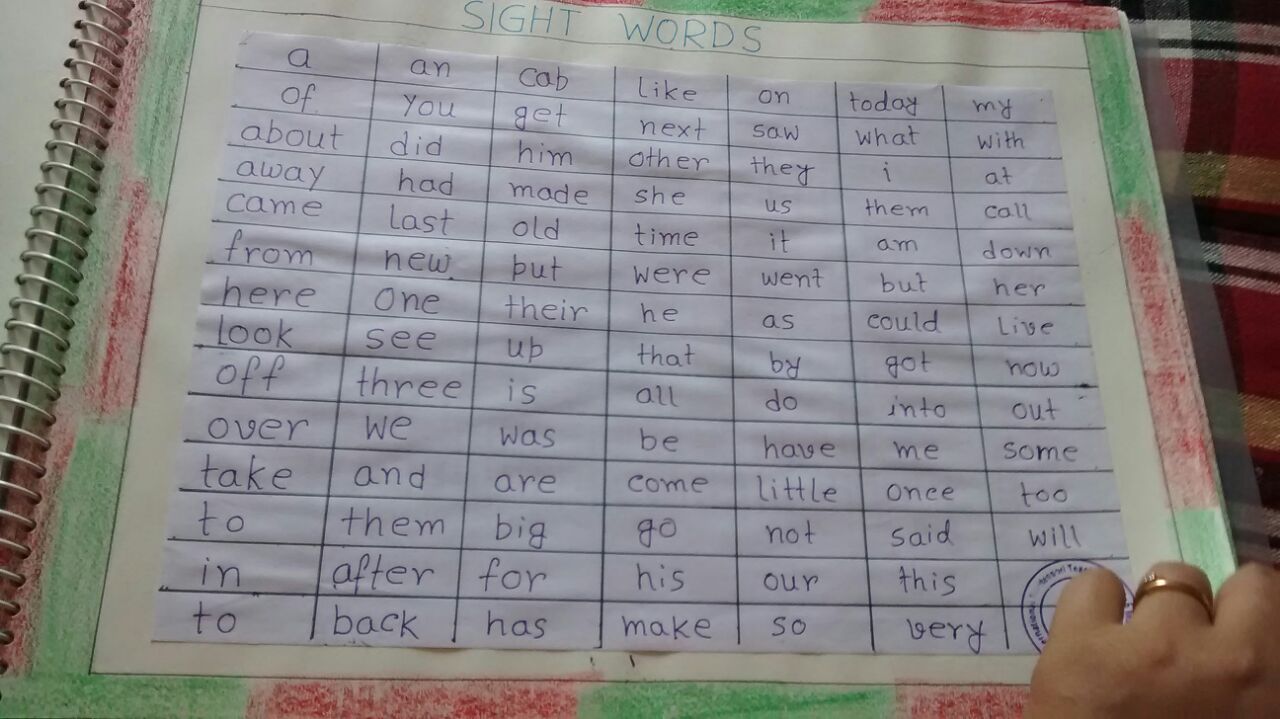 SIGHT WORDS
a an cab like on today my
of you get next saw what with
about did him other they i at
away had made she us them call
came last old time it am down
from new but were went but her
here one their he as could live
look see up that by got now
off three is all do into out
over we was be have me some
take and are come little once too
to them big go not said will
in after for his our this
to back has make so very